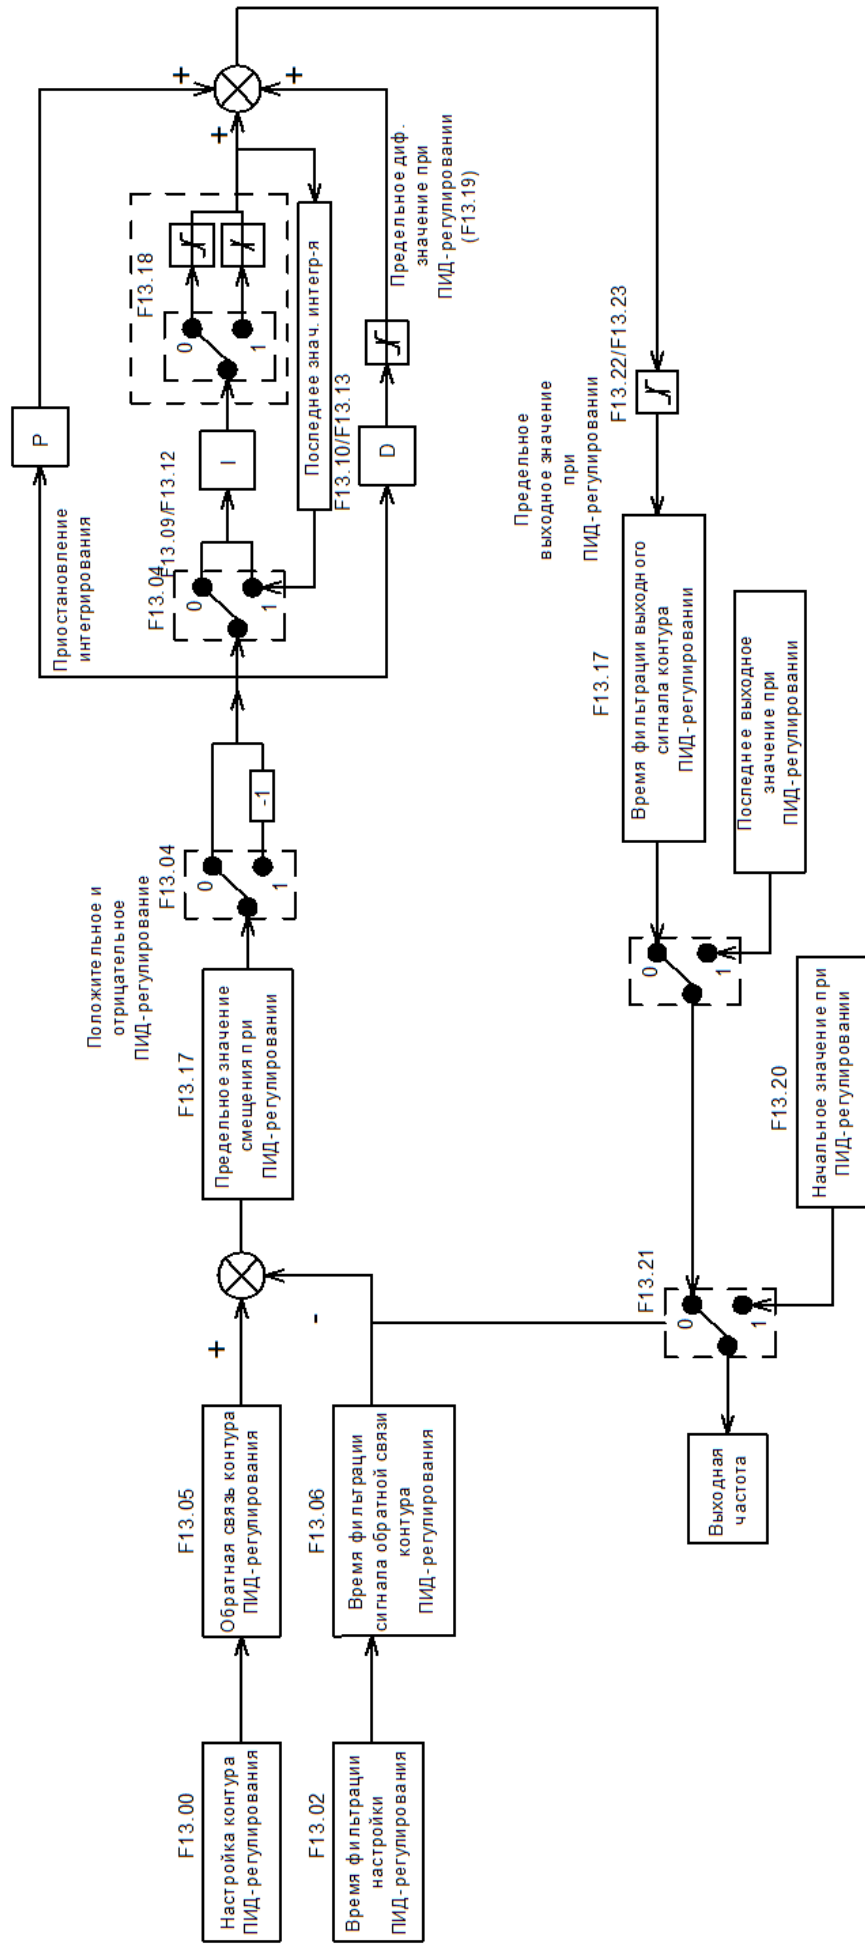 F13.00
Настройка контура
ПИД-регулирования
F13.05
Обратная связь контура
ПИД-регулирования
+
F13.02
Время фильтрации
настройки
ПИД-регулирования
F13.06
Время фильтрации
сигнала обратной связи
контура
ПИД-регулирования
-
F13.17
Предельное значение
смещения при
ПИД-регулировании
Положительное и
отрицательное
ПИД-регулирование
F13.04
0
1
-1
Приостановление
интегрирования
F13.04
0
1
F13.09/F13.12
P
I
D
F13.18
0
1
Последнее знач. интегр-я
F13.10/F13.13
Предельное диф.
значение при
ПИД-регулировании
(F13.19)
+
+
+
Предельное
выходное значение
при
ПИД-регулировании
F13.22/F13.23
F13.17
Время фильтрации выходного
сигнала контура
ПИД-регулировании
Последнее выходное
значение при
ПИД-регулировании
0
1
F13.20
Начальное значение при
ПИД-регулировании
F13.21
0
1
Выходная
частота